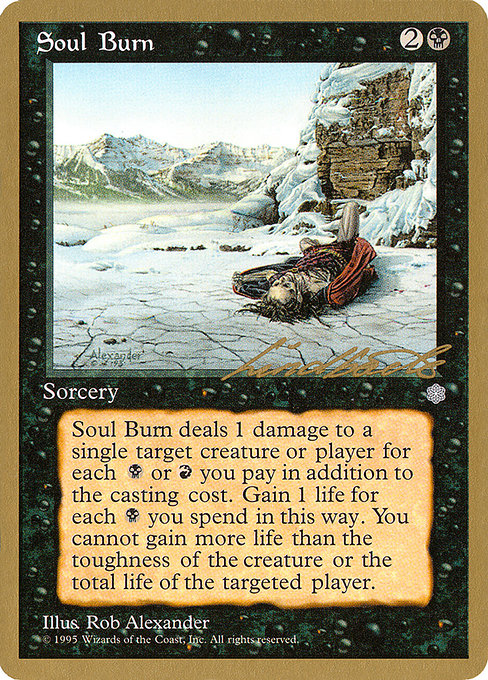 Soul Burn
2
Alexander
Sorcery
Soul Burn deals 1 damage to a
single target creature or player for
each or you pay in addition to
the casting cost. Gain 1 life for
each you spend in this way. You
cannot gain more life than the
toughness of the creature or the
total life of the targeted player.
Illus. Rob Alexander
© 1995 Wizards of the Coast, Inc. All rights reserved.